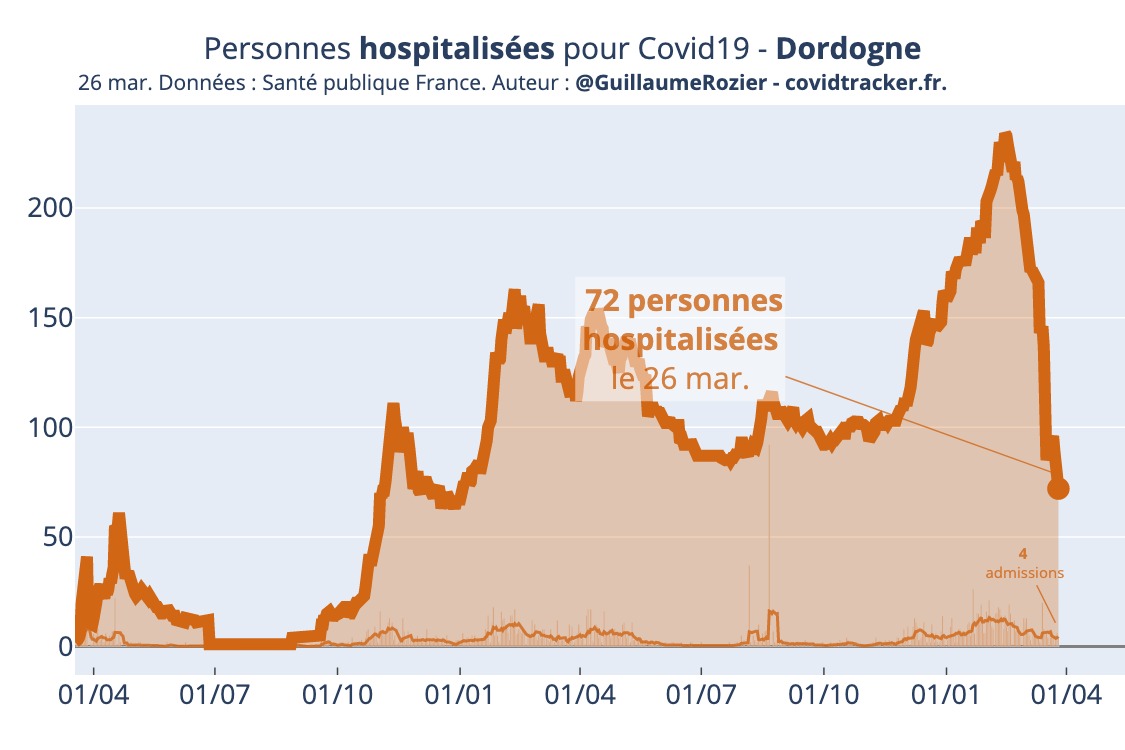 Personnes hospitalisées pour Covid19 - Dordogne
26 mar. Données : Santé publique France. Auteur : @GuillaumeRozier - covidtracker.fr.
200
150
100
50
0
72 personnes
hospitalisées
le 26 mar.
4
admissions
01/04 01/07 01/10 01/01 01/04 01/07 01/10 01/01 01/04